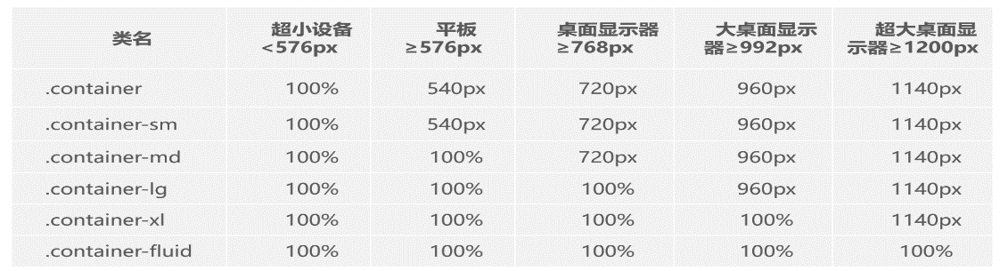 类名 超小设备<576px 平板≥576px 桌面显示器≥768px 大桌面显示器≥992px 超大桌面显示器≥1200px
.container 100% 540px 720px 960px 1140px
.container-sm 100% 540px 720px 960px 1140px
.container-md 100% 100% 720px 960px 1140px
.container-lg 100% 100% 100% 960px 1140px
.container-xl 100% 100% 100% 100% 1140px
.container-fluid 100% 100% 100% 100% 100%